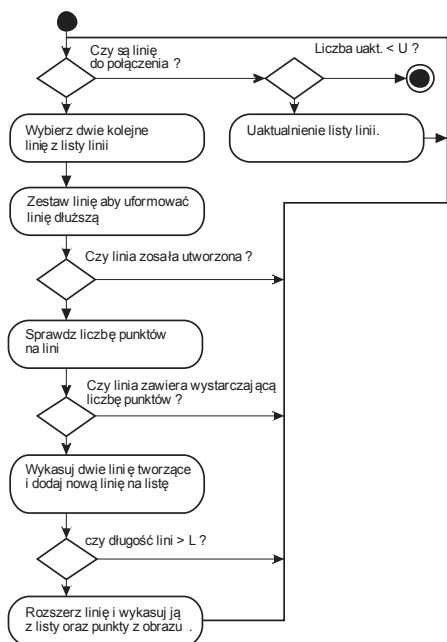 Czy są linię
do połączenia ?
Liczba uakt. < U ?
Wybierz dwie kolejne
linię z listy linii
Uaktualnienie listy linii.
Zestaw linię aby uformować
linię dłuższą
Czy linia zosała utworzona ?
Sprawdz liczbę punktów
na lini
Czy linia zawiera wystarczającą
liczbę punktów ?
Wykasuj dwie linię tworzące
i dodaj nową linię na listę
czy długość lini > L ?
Rozszerz linię i wykasuj ją
z listy oraz punkty z obrazu .